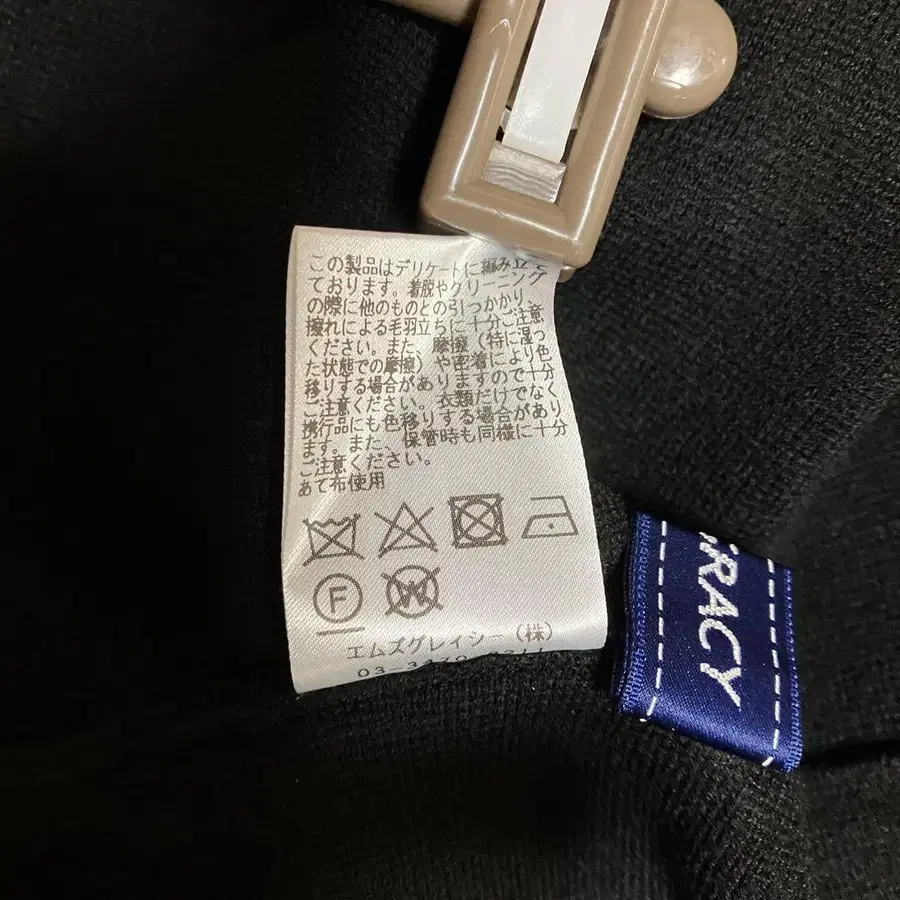 この製品はデリケートに編み立て
ております。着脱やクリーニング
の際に他のものとの引っかかり、
擦れによる毛羽立ちに十分ご注意
ください。また、摩擦（特に湿っ
た状態での摩擦）や密着により色
移りする場合がありますので十分
ご注意ください。衣類だけでなく
携行品にも色移りする場合があり
ます。また、保管時も同様に十分
ご注意ください。
あて布使用
F
W
エムズグレイシー（株）
GRACY